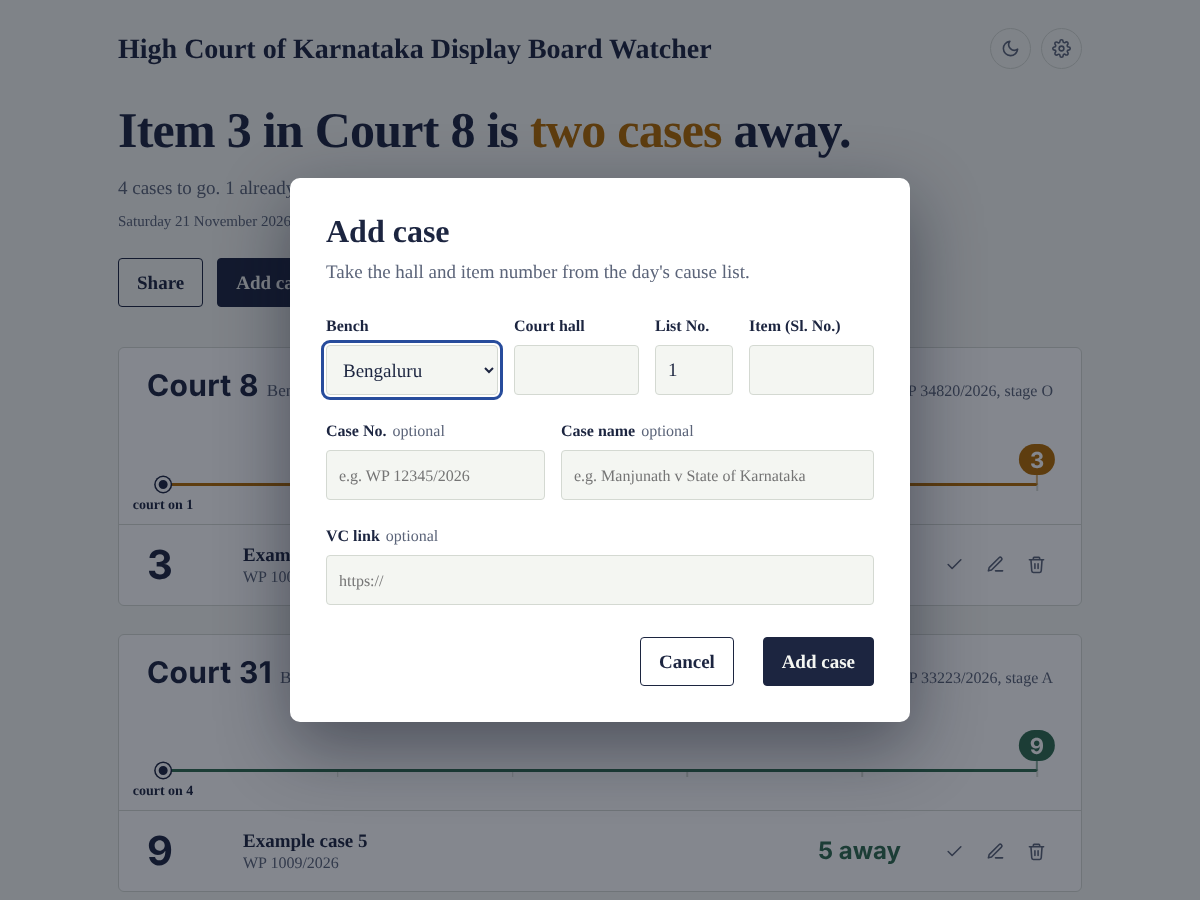 High Court of Karnataka Display Board Watcher
Item 3 in Court 8 is two cases away.
4 cases to go. 1 already
Saturday 21 November 2026
Share
Add ca
Add case
Take the hall and item number from the day's cause list.
Bench
Court hall
List No.
Item (Sl. No.)
Bengaluru
1
Case No. optional
Case name optional
e.g. WP 12345/2026
e.g. Manjunath v State of Karnataka
VC link optional
https://
Cancel
Add case
Court 8 Ben
P 34820/2026, stage O
3
court on 1
3
Exam
WP 100
Court 31 B
P 33223/2026, stage A
9
court on 4
9
Example case 5
WP 1009/2026
5 away